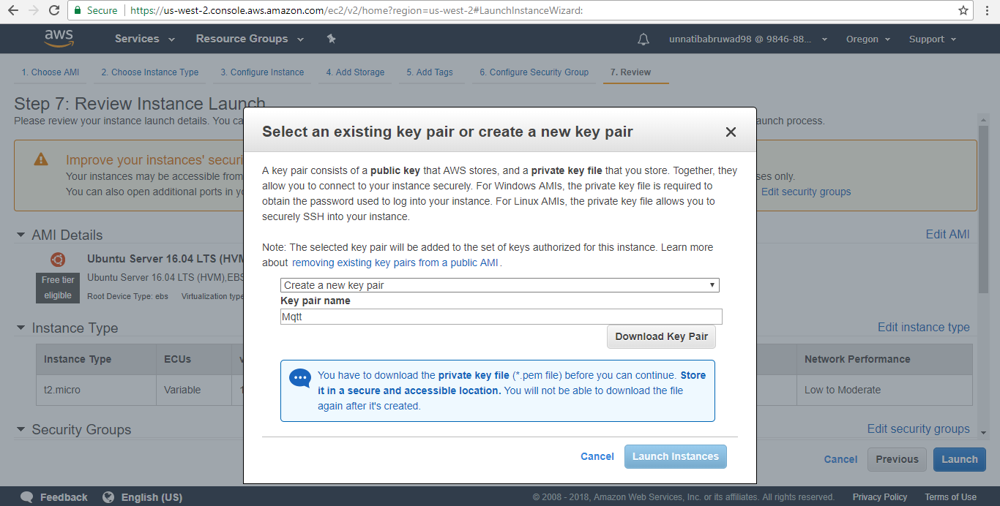 Secure https://us-west-2.console.aws.amazon.com/ec2/v2/home?region=us-west-2#LaunchInstanceWizard:
aws Services Resource Groups unnatibabruwad98 @ 9846-88... Oregon Support
1. Choose AMI 2. Choose Instance Type 3. Configure Instance 4. Add Storage 5. Add Tags 6. Configure Security Group 7. Review
Step 7: Review Instance Launch
Please review your instance launch details. You ca aunch process.
Select an existing key pair or create a new key pair
Improve your instances' securi
Your instances may be accessible from ses only.
You can also open additional ports in yo Edit security groups
A key pair consists of a public key that AWS stores, and a private key file that you store. Together, they
allow you to connect to your instance securely. For Windows AMIs, the private key file is required to
obtain the password used to log into your instance. For Linux AMIs, the private key file allows you to
securely SSH into your instance.
Note: The selected key pair will be added to the set of keys authorized for this instance. Learn more
about removing existing key pairs from a public AMI.
AMI Details Edit AMI
Ubuntu Server 16.04 LTS (HVM
Free tier
eligible
Ubuntu Server 16.04 LTS (HVM),EBS
Root Device Type: ebs Virtualization type
Create a new key pair
Key pair name
Mqtt
Download Key Pair
Instance Type Edit instance type
Instance Type ECUs v Network Performance
t2.micro Variable 1 Low to Moderate
You have to download the private key file (*.pem file) before you can continue. Store
it in a secure and accessible location. You will not be able to download the file
again after it's created.
Security Groups Edit security groups
Cancel Launch Instances
Cancel Previous Launch
Feedback English (US) © 2008 - 2018, Amazon Web Services, Inc. or its affiliates. All rights reserved. Privacy Policy Terms of Use